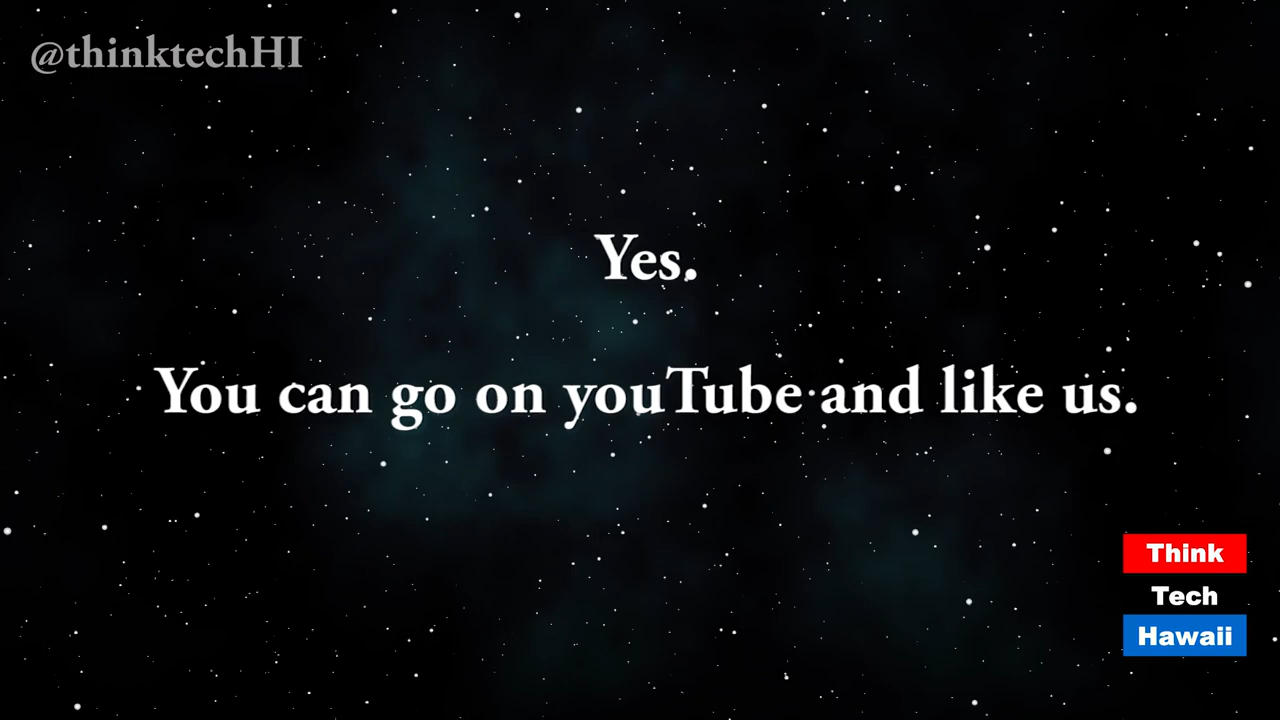 @thinktechHI
Yes.
You can go on youTube and like us.
Think
Tech
Hawaii